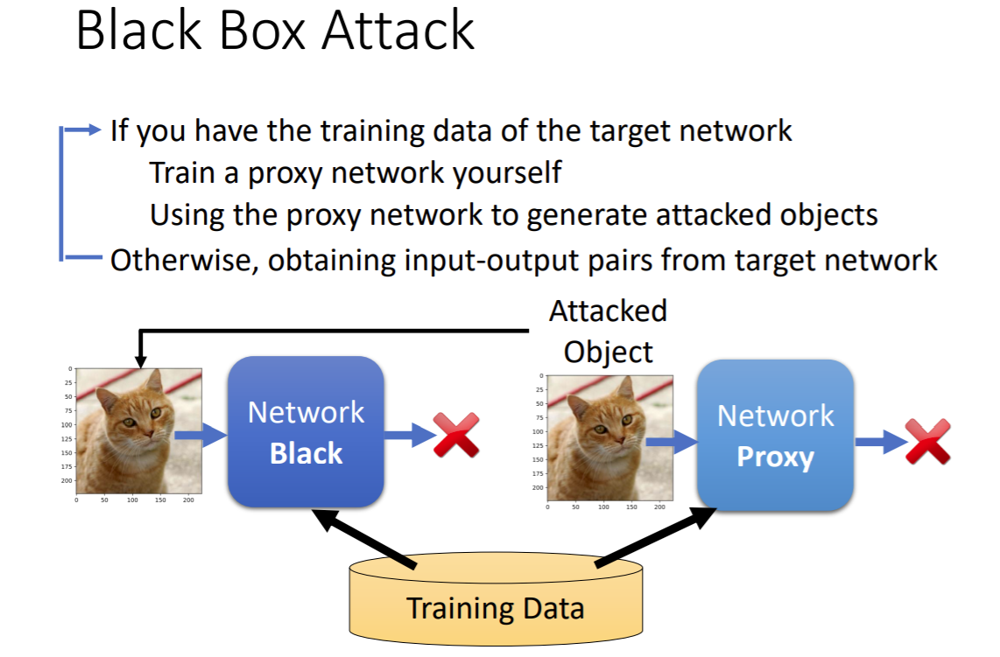 Black Box Attack
If you have the training data of the target network
Train a proxy network yourself
Using the proxy network to generate attacked objects
Otherwise, obtaining input-output pairs from target network
Attacked
Object
0
25
50
75
100
125
150
175
200
0 50 100 150 200
Network
Black
0
25
50
75
100
125
150
175
200
0 50 100 150 200
Network
Proxy
Training Data